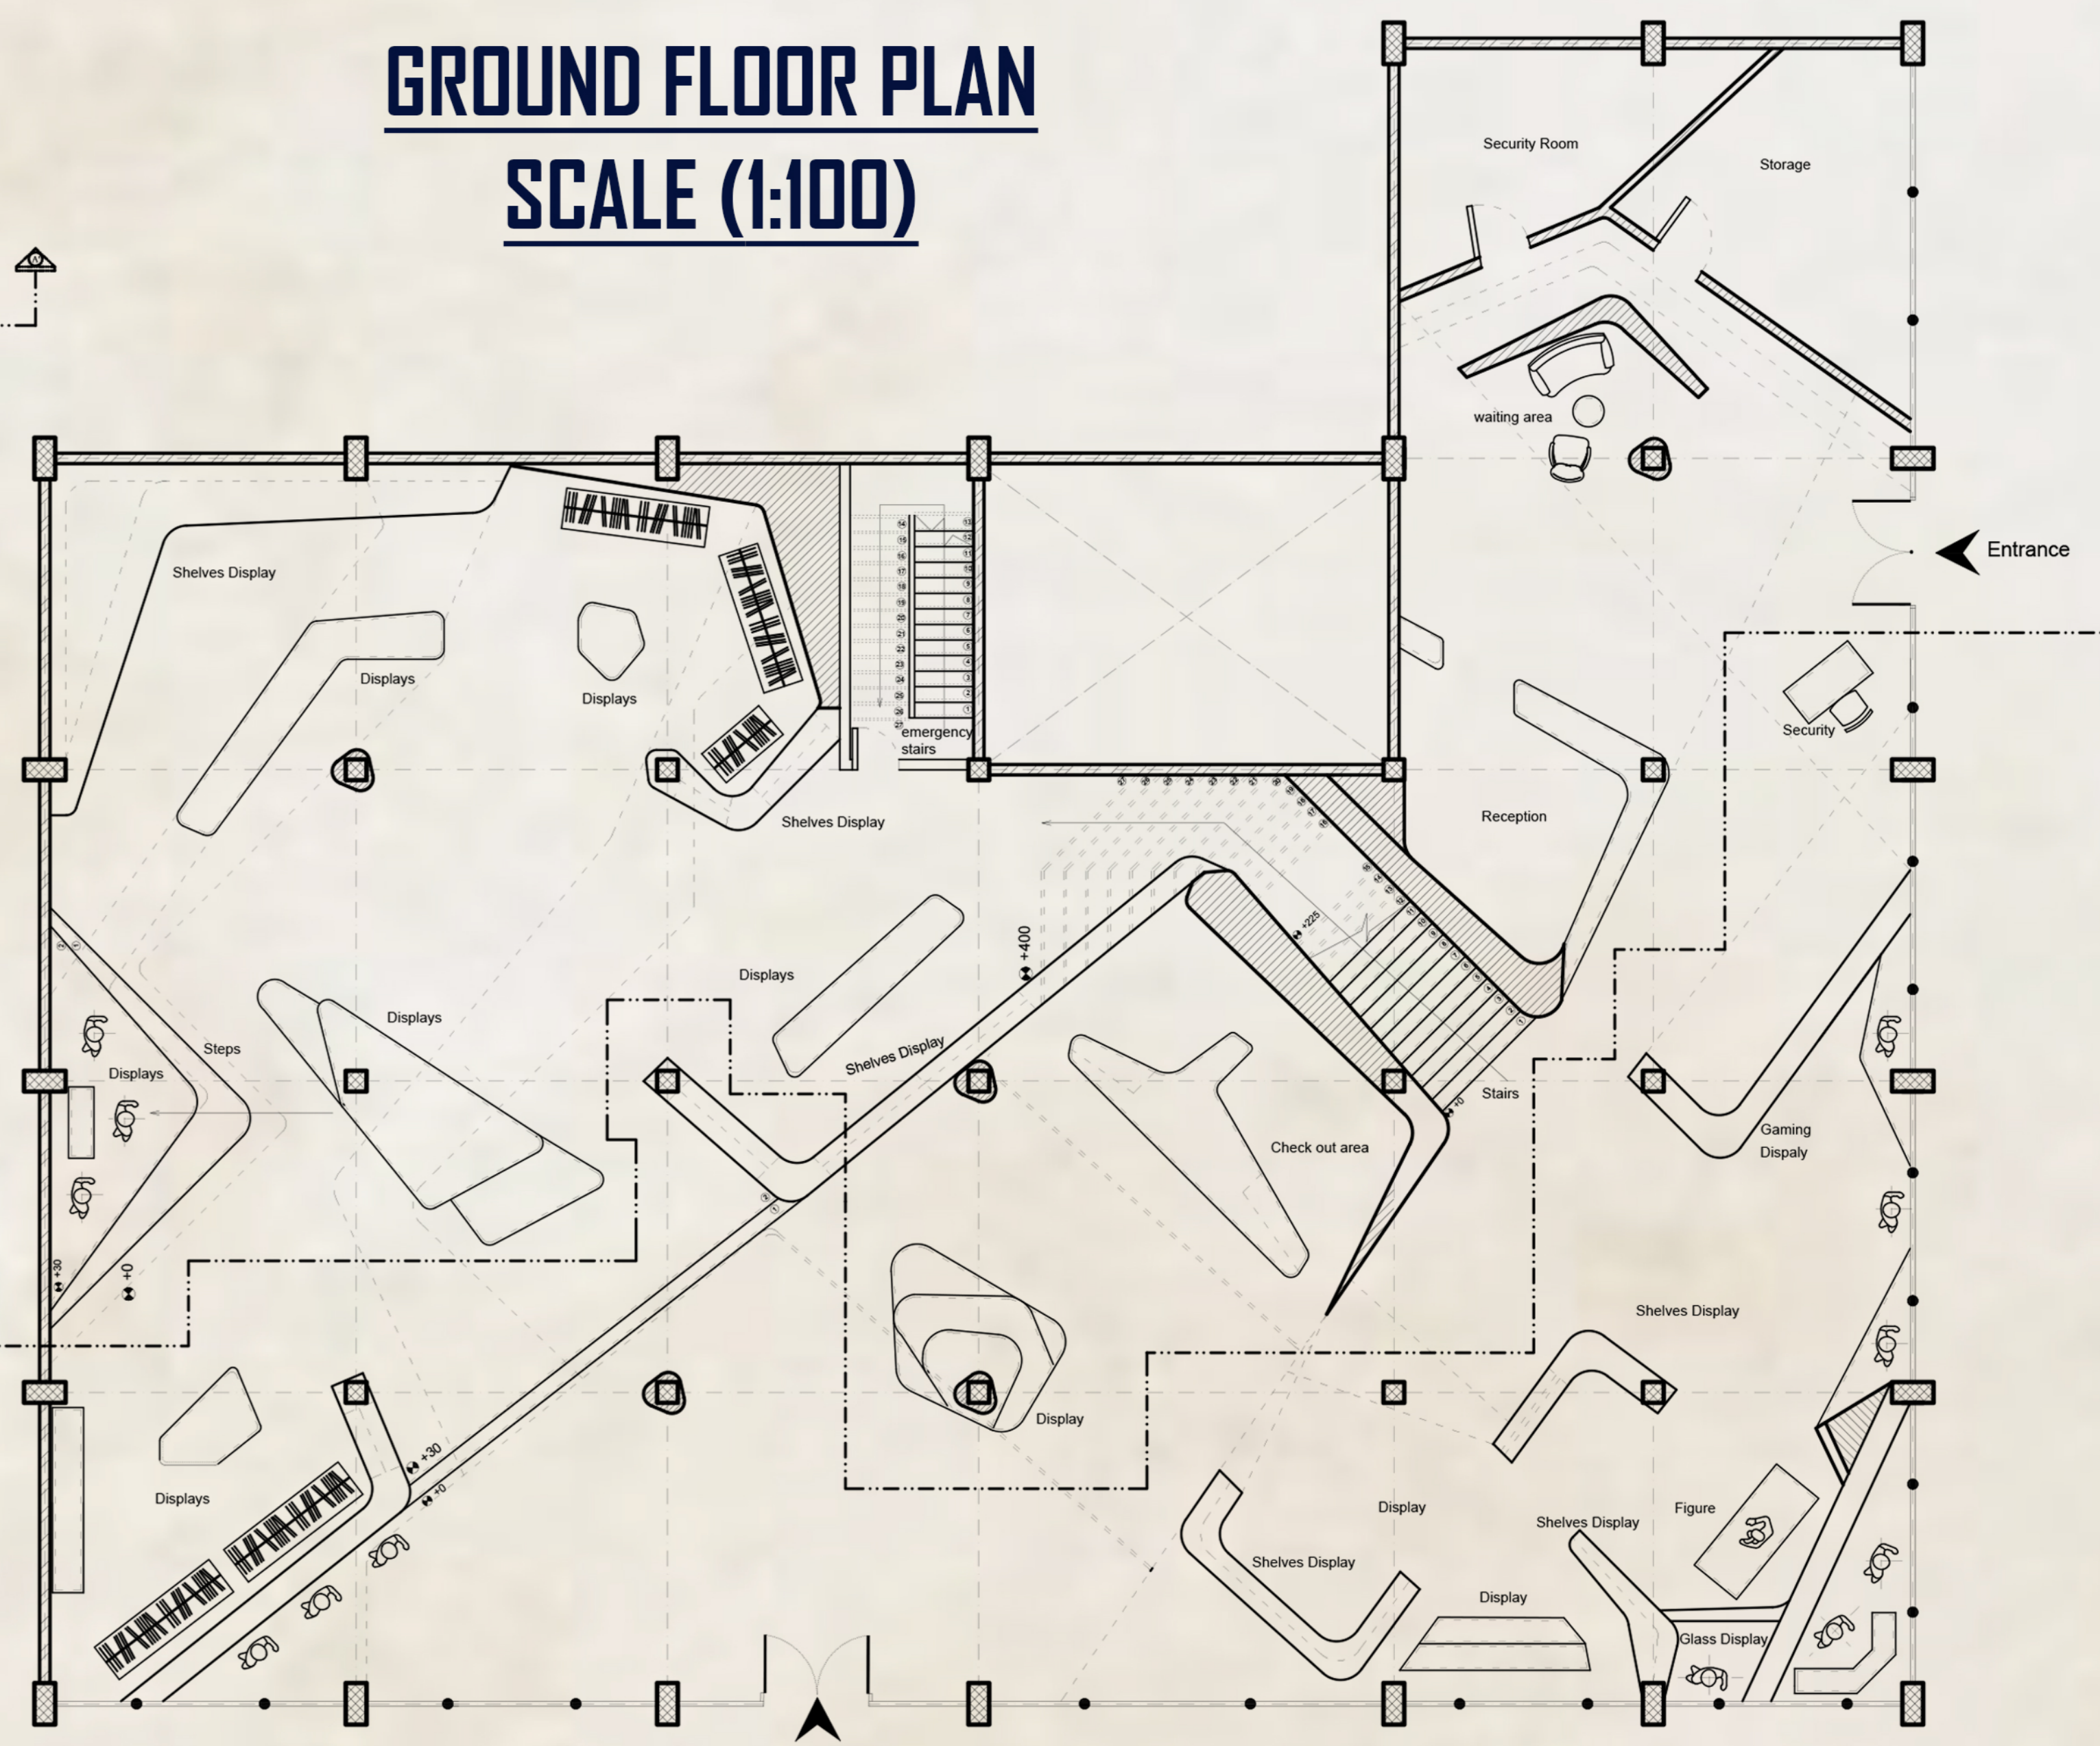 GROUND FLOOR PLAN
SCALE (1:100)
Security Room
Storage
waiting area
Entrance
Shelves Display
Displays
Displays
emergency
stairs
Security
Reception
Shelves Display
+225
+400
Displays
Displays
Steps
Displays
Shelves Display
Stairs
+0
Check out area
Gaming
Dispaly
+30
+0
Shelves Display
Display
+30
+0
Displays
Display
Shelves Display
Figure
Shelves Display
Display
Glass Display